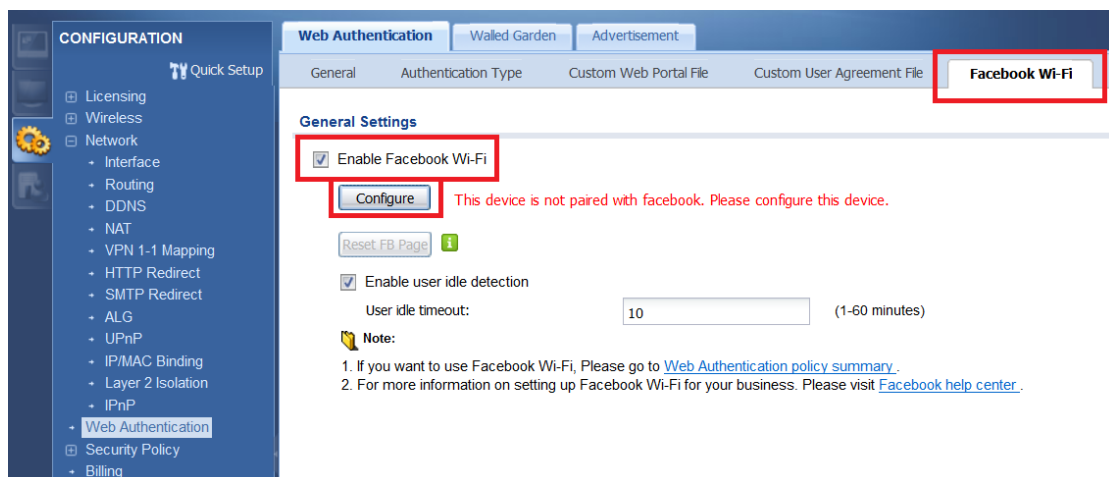 CONFIGURATION
Quick Setup
Licensing
Wireless
Network
Interface
Routing
DDNS
NAT
VPN 1-1 Mapping
HTTP Redirect
SMTP Redirect
ALG
UPnP
IP/MAC Binding
Layer 2 Isolation
IPnP
Web Authentication
Security Policy
Billing
Web Authentication Walled Garden Advertisement
General Authentication Type Custom Web Portal File Custom User Agreement File Facebook Wi-Fi
General Settings
Enable Facebook Wi-Fi
Configure This device is not paired with facebook. Please configure this device.
Reset FB Page
Enable user idle detection
User idle timeout: 10 (1-60 minutes)
Note:
1. If you want to use Facebook Wi-Fi, Please go to Web Authentication policy summary .
2. For more information on setting up Facebook Wi-Fi for your business. Please visit Facebook help center .